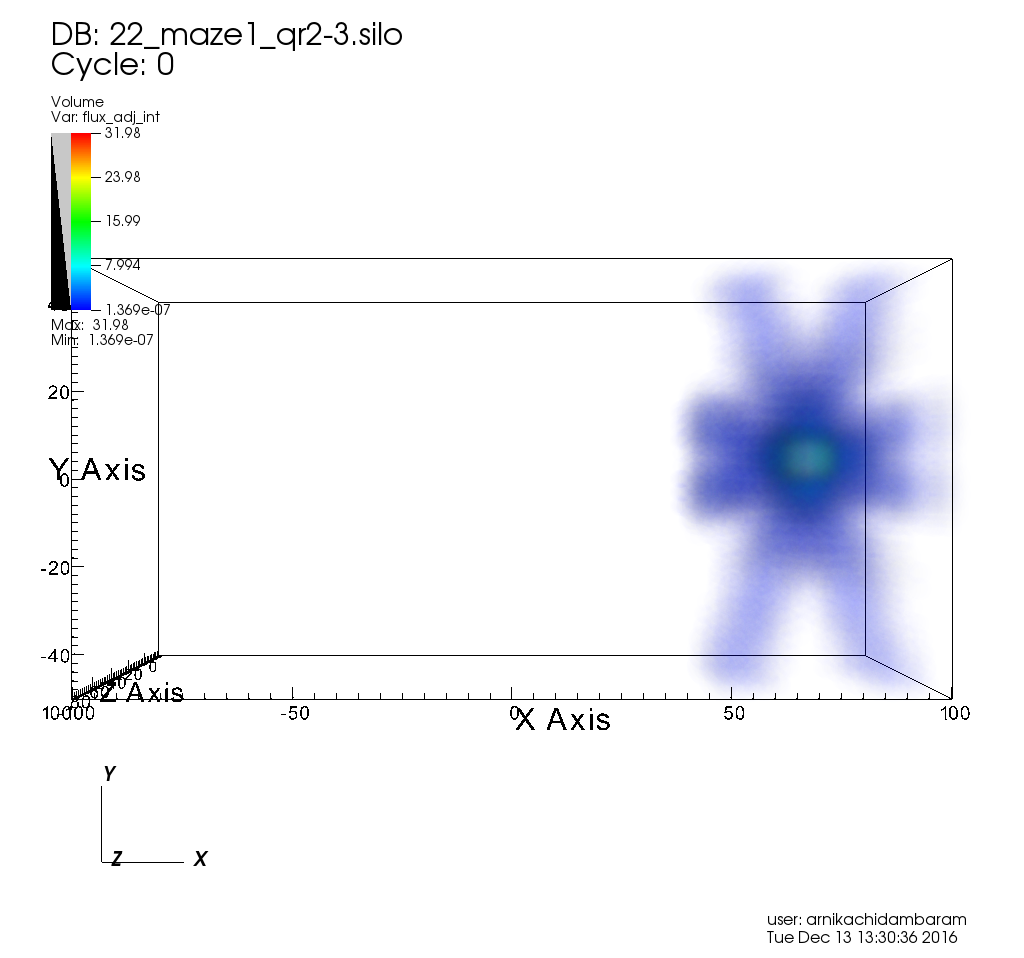 DB: 22_maze1_qr2-3.silo
Cycle: 0
Volume
Var: flux_adj_int
31.98
23.98
15.99
7.994
1.369e-07
Max: 31.98
Min: 1.369e-07
20
Y Axis
0
-20
-40
0
Z Axis
-50
0
50
100
X Axis
Y
Z X
user: arnikachidambaram
Tue Dec 13 13:30:36 2016